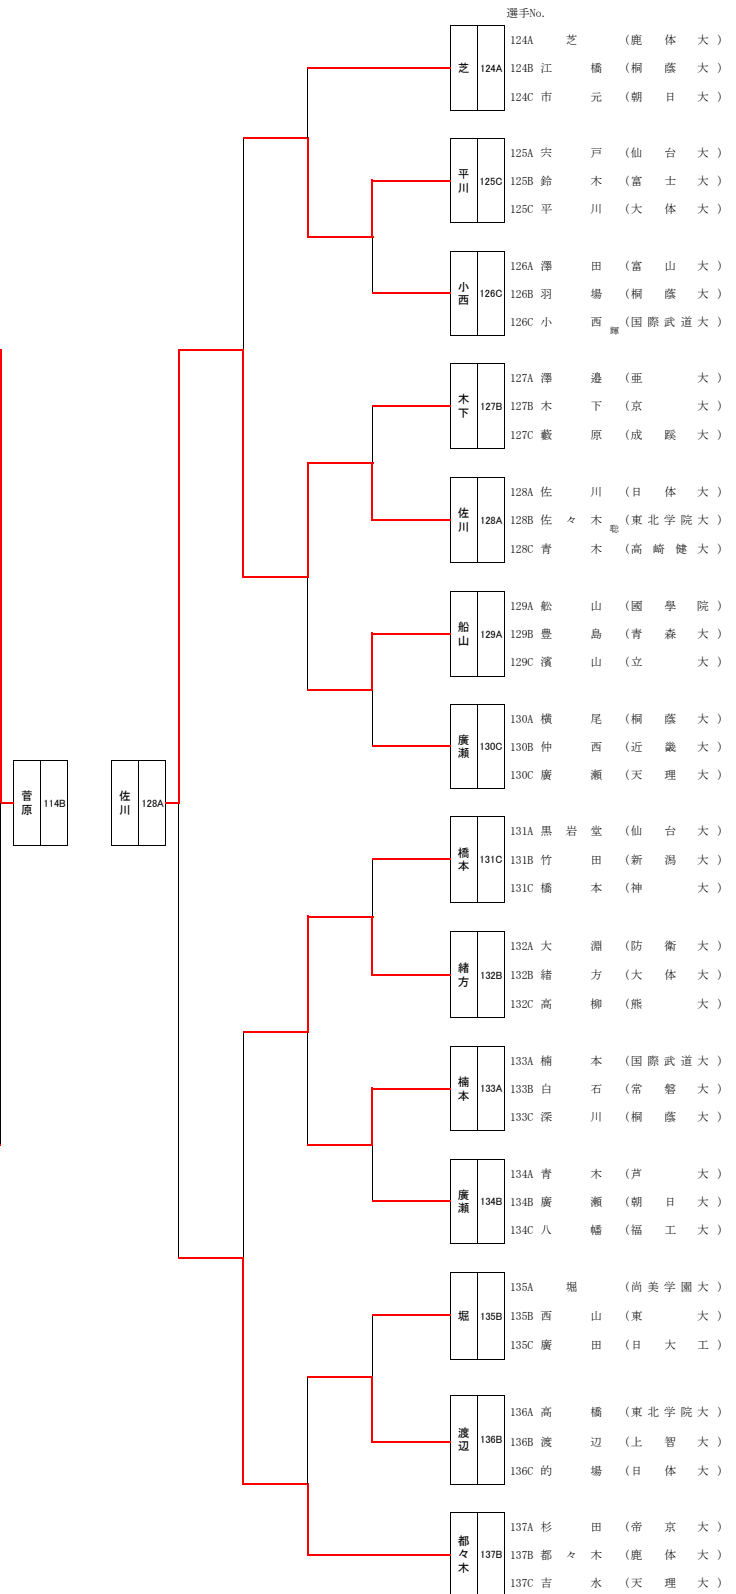 選手No.
芝 124A
124A 芝 (鹿体大)
124B 江橋 (桐蔭大)
124C 市元 (朝日大)
平川 125C
125A 宍戸 (仙台大)
125B 鈴木 (富士大)
125C 平川 (大体大)
小西 126C
126A 澤田 (富山大)
126B 羽場 (桐蔭大)
126C 小西輝 (国際武道大)
木下 127B
127A 澤邉 (亜大)
127B 木下 (京大)
127C 藪原 (成蹊大)
佐川 128A
128A 佐川 (日体大)
128B 佐々木聡 (東北学院大)
128C 青木 (高崎健大)
船山 129A
129A 舩山 (國學院)
129B 豊島 (青森大)
129C 濱山 (立大)
廣瀬 130C
130A 横尾 (桐蔭大)
130B 仲西 (近畿大)
130C 廣瀬 (天理大)
菅原 114B
佐川 128A
橋本 131C
131A 黒岩堂 (仙台大)
131B 竹田 (新潟大)
131C 橋本 (神大)
緒方 132B
132A 大淵 (防衛大)
132B 緒方 (大体大)
132C 高柳 (熊大)
楠本 133A
133A 楠本 (国際武道大)
133B 白石 (常磐大)
133C 深川 (桐蔭大)
廣瀬 134B
134A 青木 (芦大)
134B 廣瀬 (朝日大)
134C 八幡 (福工大)
堀 135B
135A 堀 (尚美学園大)
135B 西山 (東大)
135C 廣田 (日大工)
渡辺 136B
136A 高橋 (東北学院大)
136B 渡辺 (上智大)
136C 的場 (日体大)
都々木 137B
137A 杉田 (帝京大)
137B 都々木 (鹿体大)
137C 吉水 (天理大)